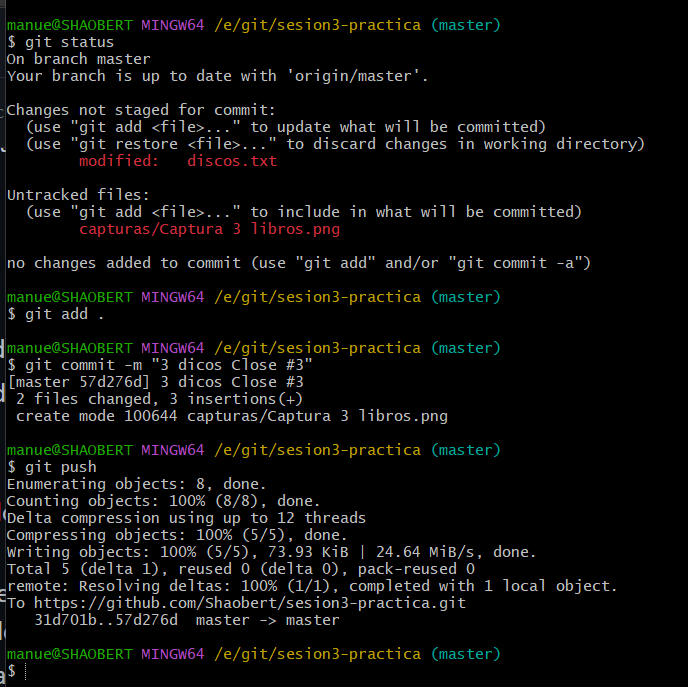 manue@SHAOBERT MINGW64 /e/git/sesion3-practica (master)
$ git status
On branch master
Your branch is up to date with 'origin/master'.
Changes not staged for commit:
  (use "git add <file>..." to update what will be committed)
  (use "git restore <file>..." to discard changes in working directory)
        modified:   discos.txt
Untracked files:
  (use "git add <file>..." to include in what will be committed)
        capturas/Captura 3 libros.png
no changes added to commit (use "git add" and/or "git commit -a")
manue@SHAOBERT MINGW64 /e/git/sesion3-practica (master)
$ git add .
manue@SHAOBERT MINGW64 /e/git/sesion3-practica (master)
$ git commit -m "3 dicos Close #3"
[master 57d276d] 3 dicos Close #3
 2 files changed, 3 insertions(+)
 create mode 100644 capturas/Captura 3 libros.png
manue@SHAOBERT MINGW64 /e/git/sesion3-practica (master)
$ git push
Enumerating objects: 8, done.
Counting objects: 100% (8/8), done.
Delta compression using up to 12 threads
Compressing objects: 100% (5/5), done.
Writing objects: 100% (5/5), 73.93 KiB | 24.64 MiB/s, done.
Total 5 (delta 1), reused 0 (delta 0), pack-reused 0
remote: Resolving deltas: 100% (1/1), completed with 1 local object.
To https://github.com/Shaobert/sesion3-practica.git
   31d701b..57d276d  master -> master
manue@SHAOBERT MINGW64 /e/git/sesion3-practica (master)
$